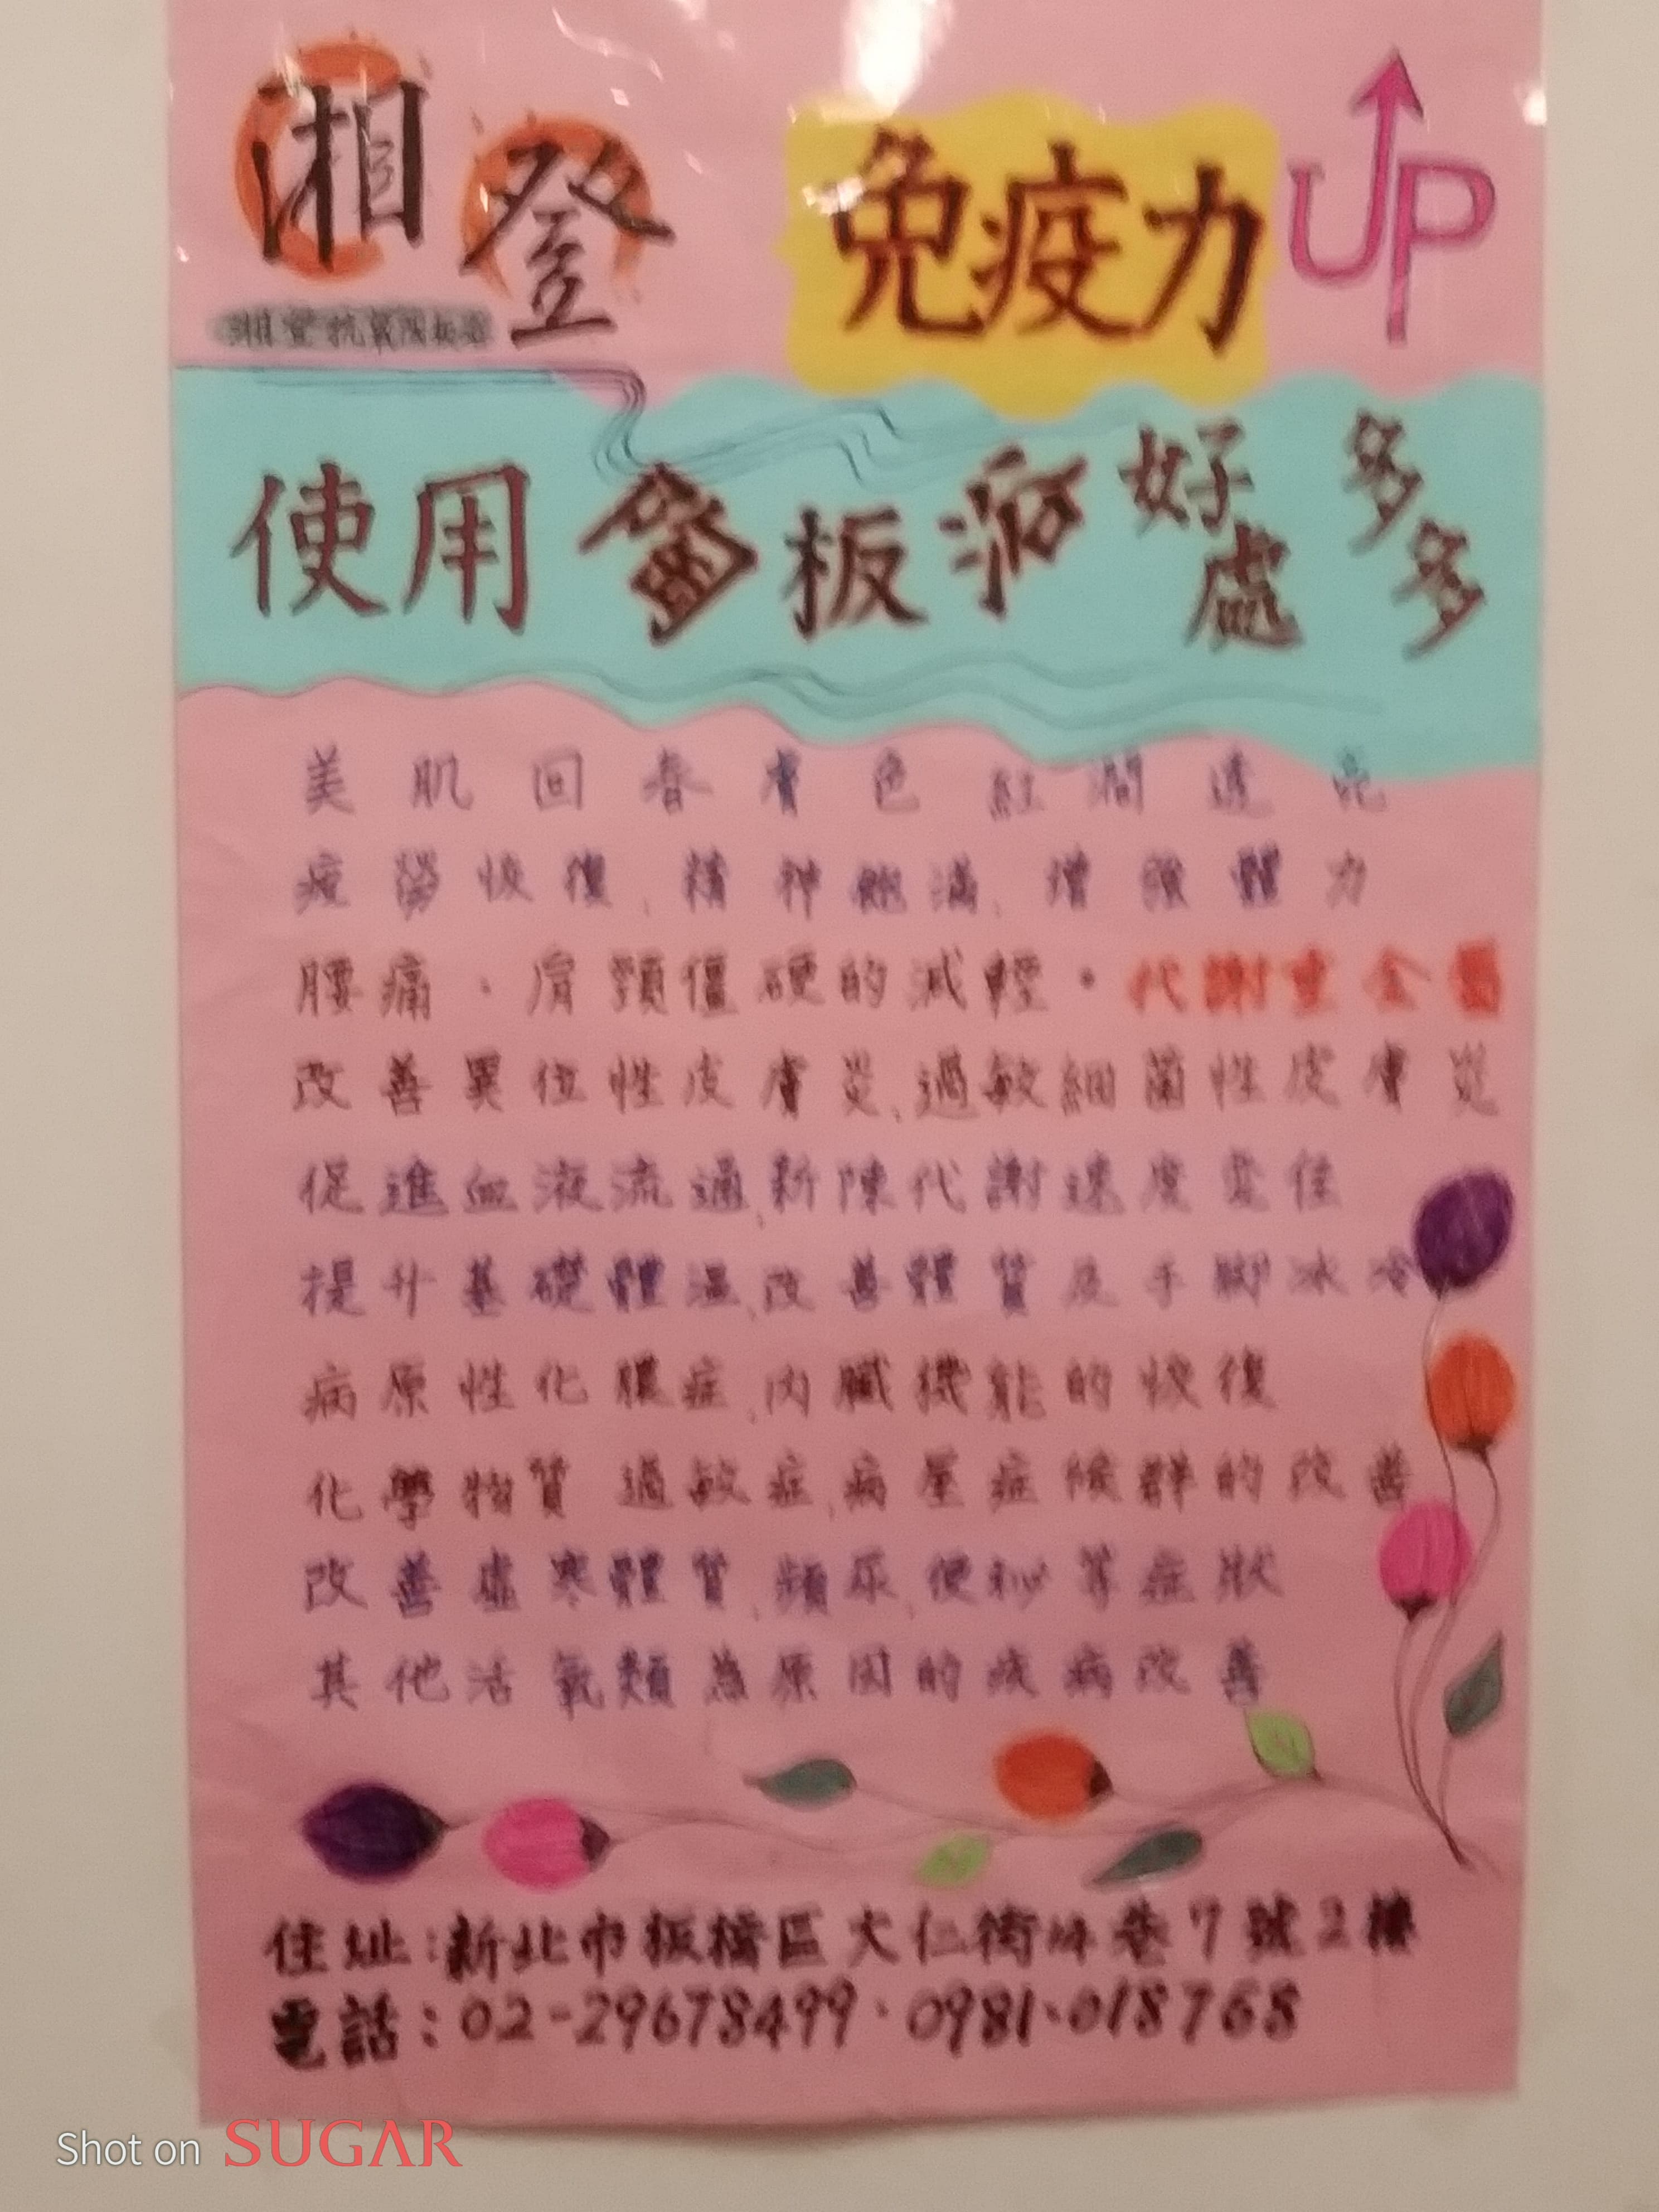 湘登
免疫力UP
湘登抗氧陶板浴
使用陶板浴好處多多
美肌回春膚色紅潤透亮
疲勞恢復、精神飽滿、增強體力
腰痛、肩頸僵硬的減輕。代謝重金屬
改善異位性皮膚炎、過敏細菌性皮膚炎
促進血液流通、新陳代謝速度變佳
提升基礎體溫、改善體質及手腳冰冷
病原性化膿症、內臟機能的恢復
化學物質過敏症、病屋症候群的改善
改善虛寒體質、頻尿、便秘等症狀
其他活氧類為原因的疾病改善
住址:新北市板橋區大仁街 巷7號2樓
電話:02-29678499、0981-018768
Shot on SUGAR